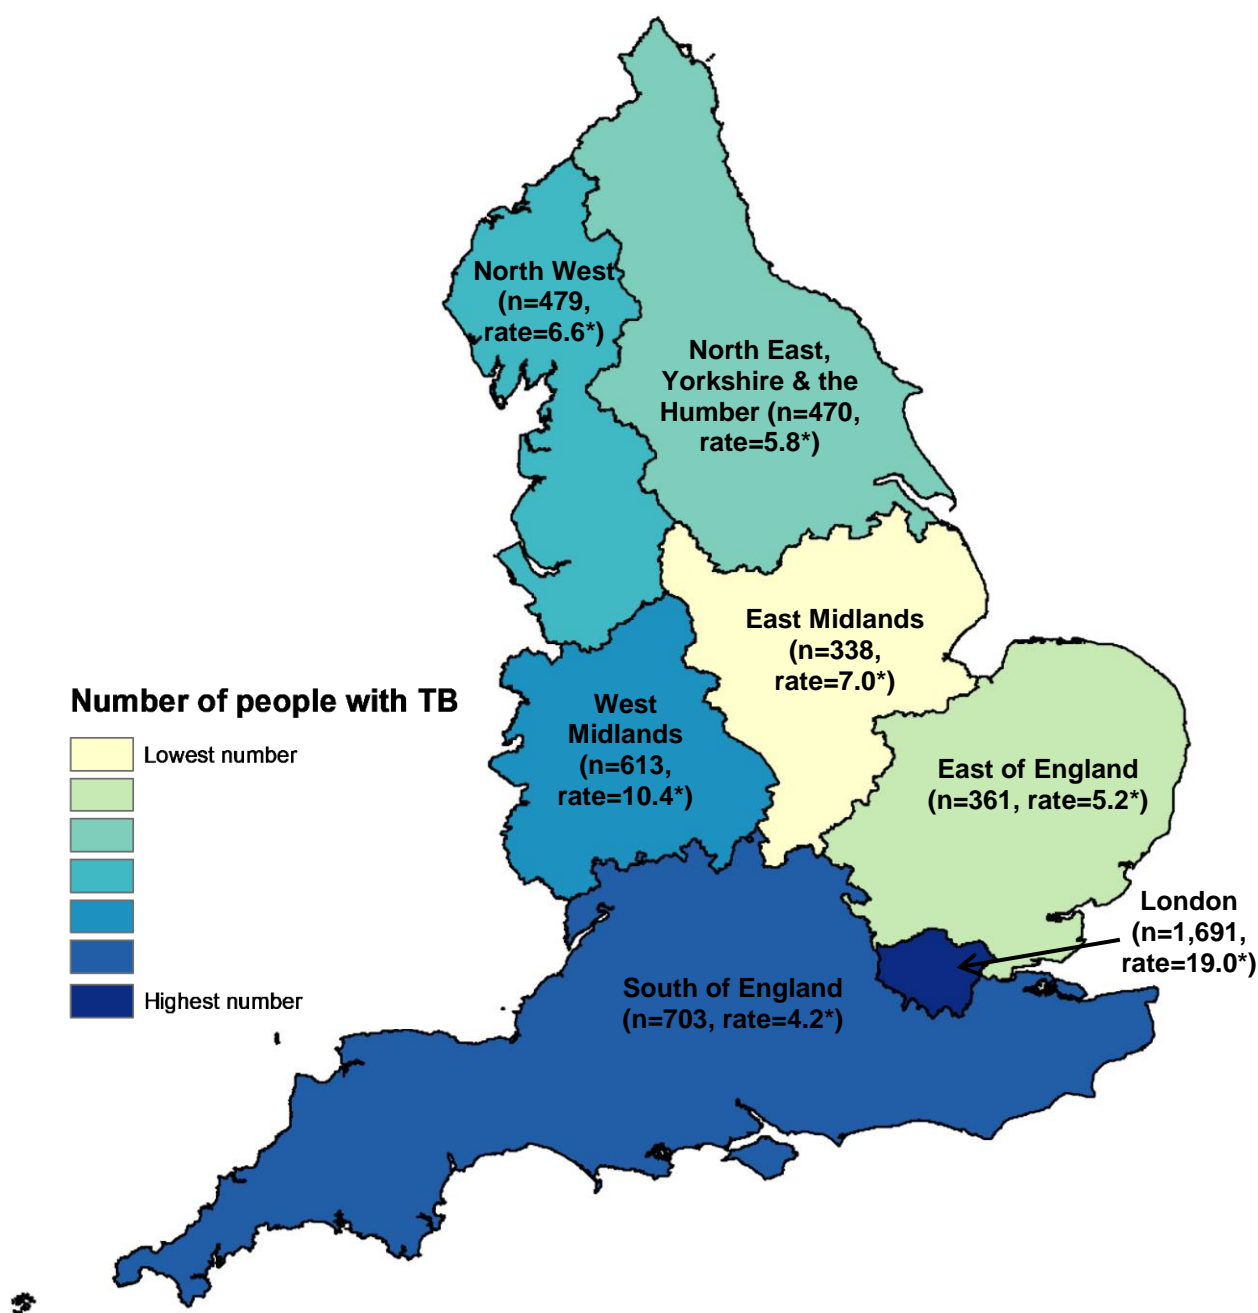 North West
(n=479,
rate=6.6*)
North East,
Yorkshire & the
Humber (n=470,
rate=5.8*)
East Midlands
(n=338,
rate=7.0*)
Number of people with TB
Lowest number
Highest number
West
Midlands
(n=613,
rate=10.4*)
East of England
(n=361, rate=5.2*)
London
(n=1,691,
rate=19.0*)
South of England
(n=703, rate=4.2*)